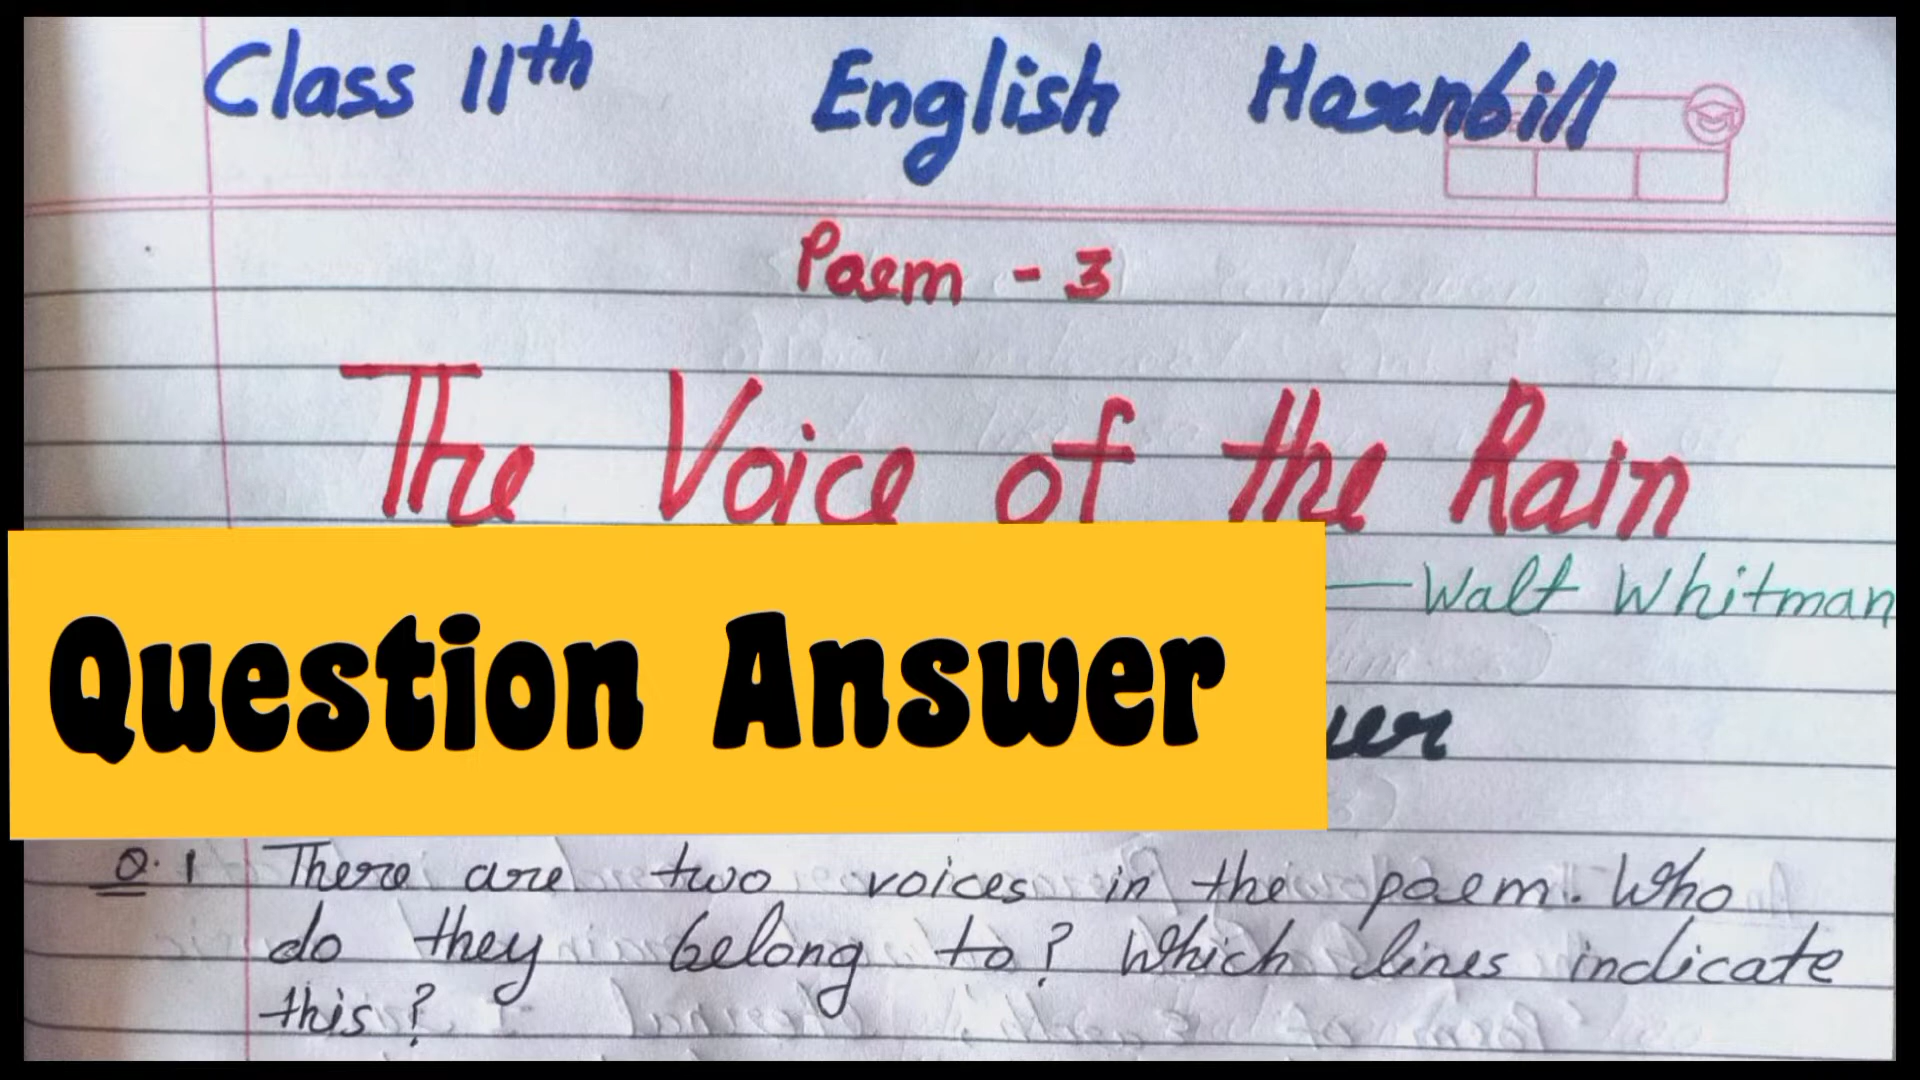 Class 11th English Hornbill
Poem - 3
The Voice of the Rain
— Walt Whitman
Question Answer
Q. 1 There are two voices in the poem. Who
do they belong to? Which lines indicate
this?